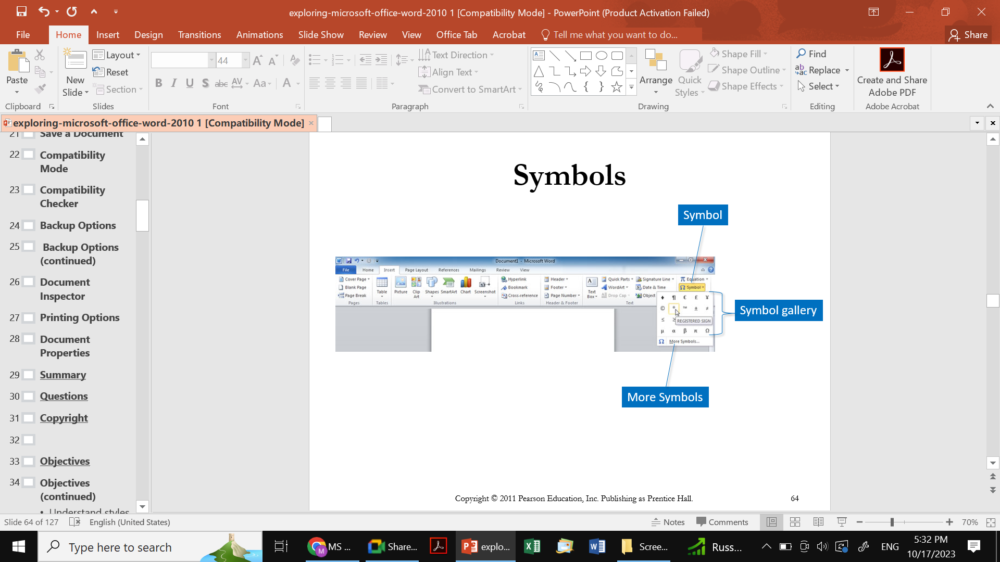 exploring-microsoft-office-word-2010 1 [Compatibility Mode] - PowerPoint (Product Activation Failed)
File Home Insert Design Transitions Animations Slide Show Review View Office Tab Acrobat Tell me what you want to do... Share
Paste
Clipboard
New Slide
Layout
Reset
Section
Slides
44
B I U S abc AV Aa A
Font
Text Direction
Align Text
Convert to SmartArt
Paragraph
Arrange
Quick Styles
Shape Fill
Shape Outline
Shape Effects
Drawing
Find
Replace
Select
Editing
Create and Share
Adobe PDF
Adobe Acrobat
exploring-microsoft-office-word-2010 1 [Compatibility Mode]
21 Save a Document
22 Compatibility
Mode
23 Compatibility
Checker
24 Backup Options
25 Backup Options
(continued)
26 Document
Inspector
27 Printing Options
28 Document
Properties
29 Summary
30 Questions
31 Copyright
32
33 Objectives
34 Objectives
(continued)
• Understand styles
Symbols
Symbol
Document1 - Microsoft Word
File Home Insert Page Layout References Mailings Review View
Cover Page
Blank Page
Page Break
Pages
Table
Tables
Picture
Clip Art
Shapes
SmartArt
Chart
Screenshot
Illustrations
Hyperlink
Bookmark
Cross-reference
Links
Header
Footer
Page Number
Header & Footer
Text Box
Quick Parts
WordArt
Drop Cap
Signature Line
Date & Time
Object
Text
π Equation
Ω Symbol
♦ ¶ € £ ¥
© ® ™ ± ≠
≤ ≥
REGISTERED SIGN
µ α β π Ω
Ω More Symbols...
Symbol gallery
More Symbols
Copyright © 2011 Pearson Education, Inc. Publishing as Prentice Hall.
64
Slide 64 of 127 English (United States) Notes Comments 70%
Type here to search
MS ...
Share...
explo...
Scree...
Russ...
ENG
5:32 PM
10/17/2023